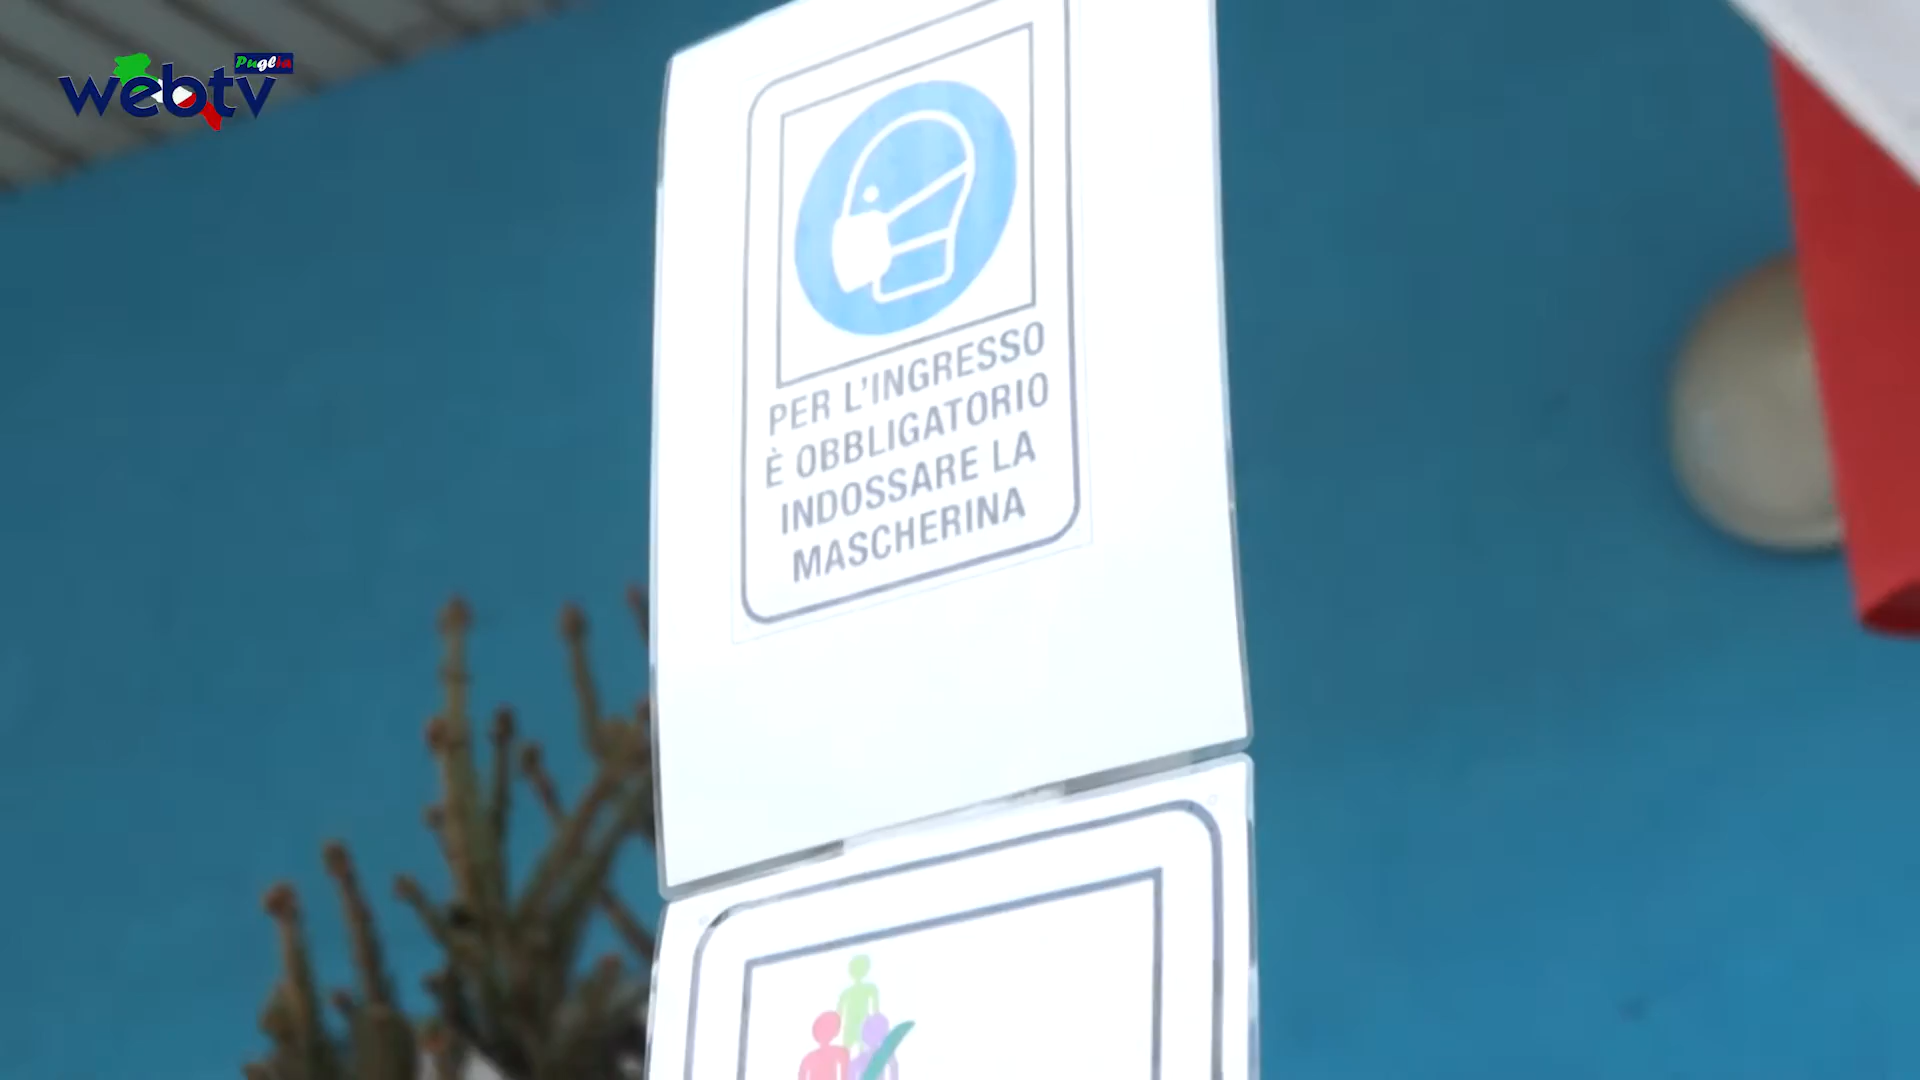 Puglia
webtv
PER L'INGRESSO
È OBBLIGATORIO
INDOSSARE LA
MASCHERINA